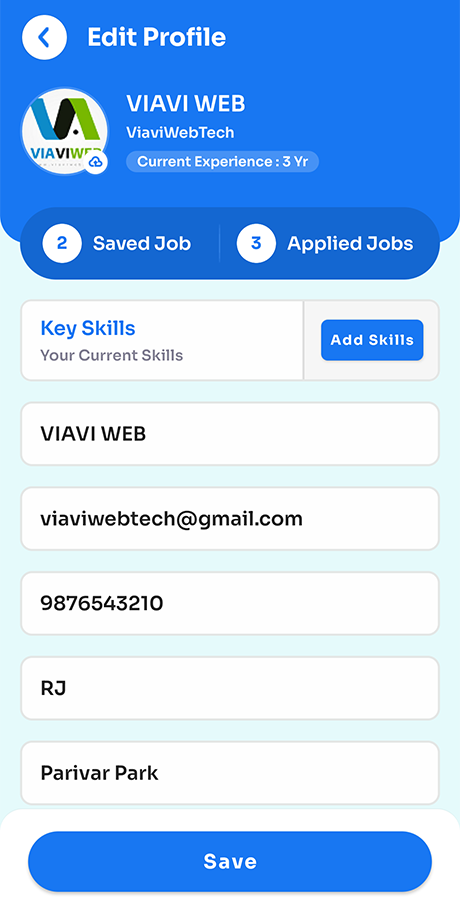 Edit Profile
VIAVI WEB
ViaviWebTech
Current Experience : 3 Yr
VIAVIWEB
2 Saved Job
3 Applied Jobs
Key Skills
Your Current Skills
Add Skills
VIAVI WEB
viaviwebtech@gmail.com
9876543210
RJ
Parivar Park
Save